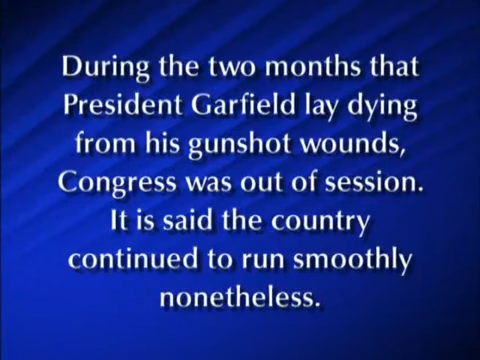 During the two months that
President Garfield lay dying
from his gunshot wounds,
Congress was out of session.
It is said the country
continued to run smoothly
nonetheless.